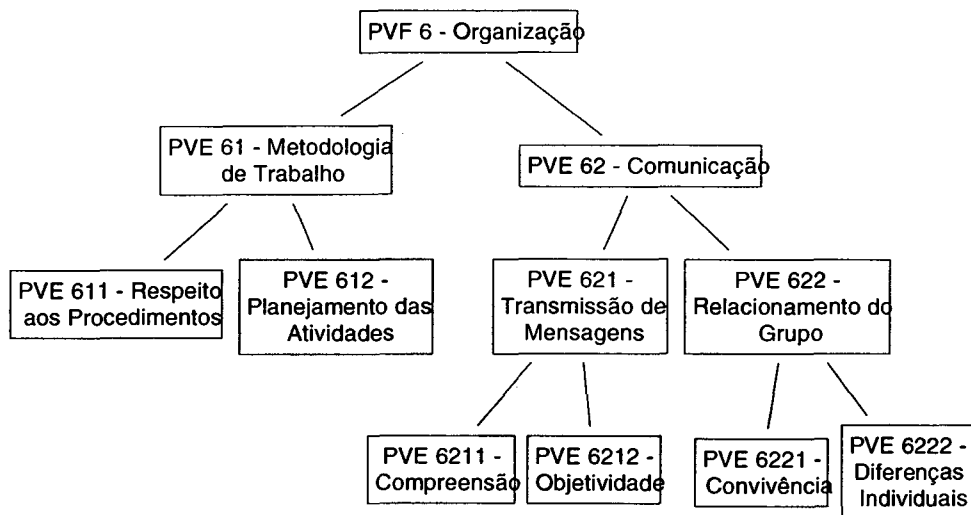 PVF 6 - Organização
PVE 61 - Metodologia
de Trabalho
PVE 62 - Comunicação
PVE 611 - Respeito
aos Procedimentos
PVE 612 -
Planejamento das
Atividades
PVE 621 -
Transmissão de
Mensagens
PVE 622 -
Relacionamento do
Grupo
PVE 6211 -
Compreensão
PVE 6212 -
Objetividade
PVE 6221 -
Convivência
PVE 6222 -
Diferenças
Individuais